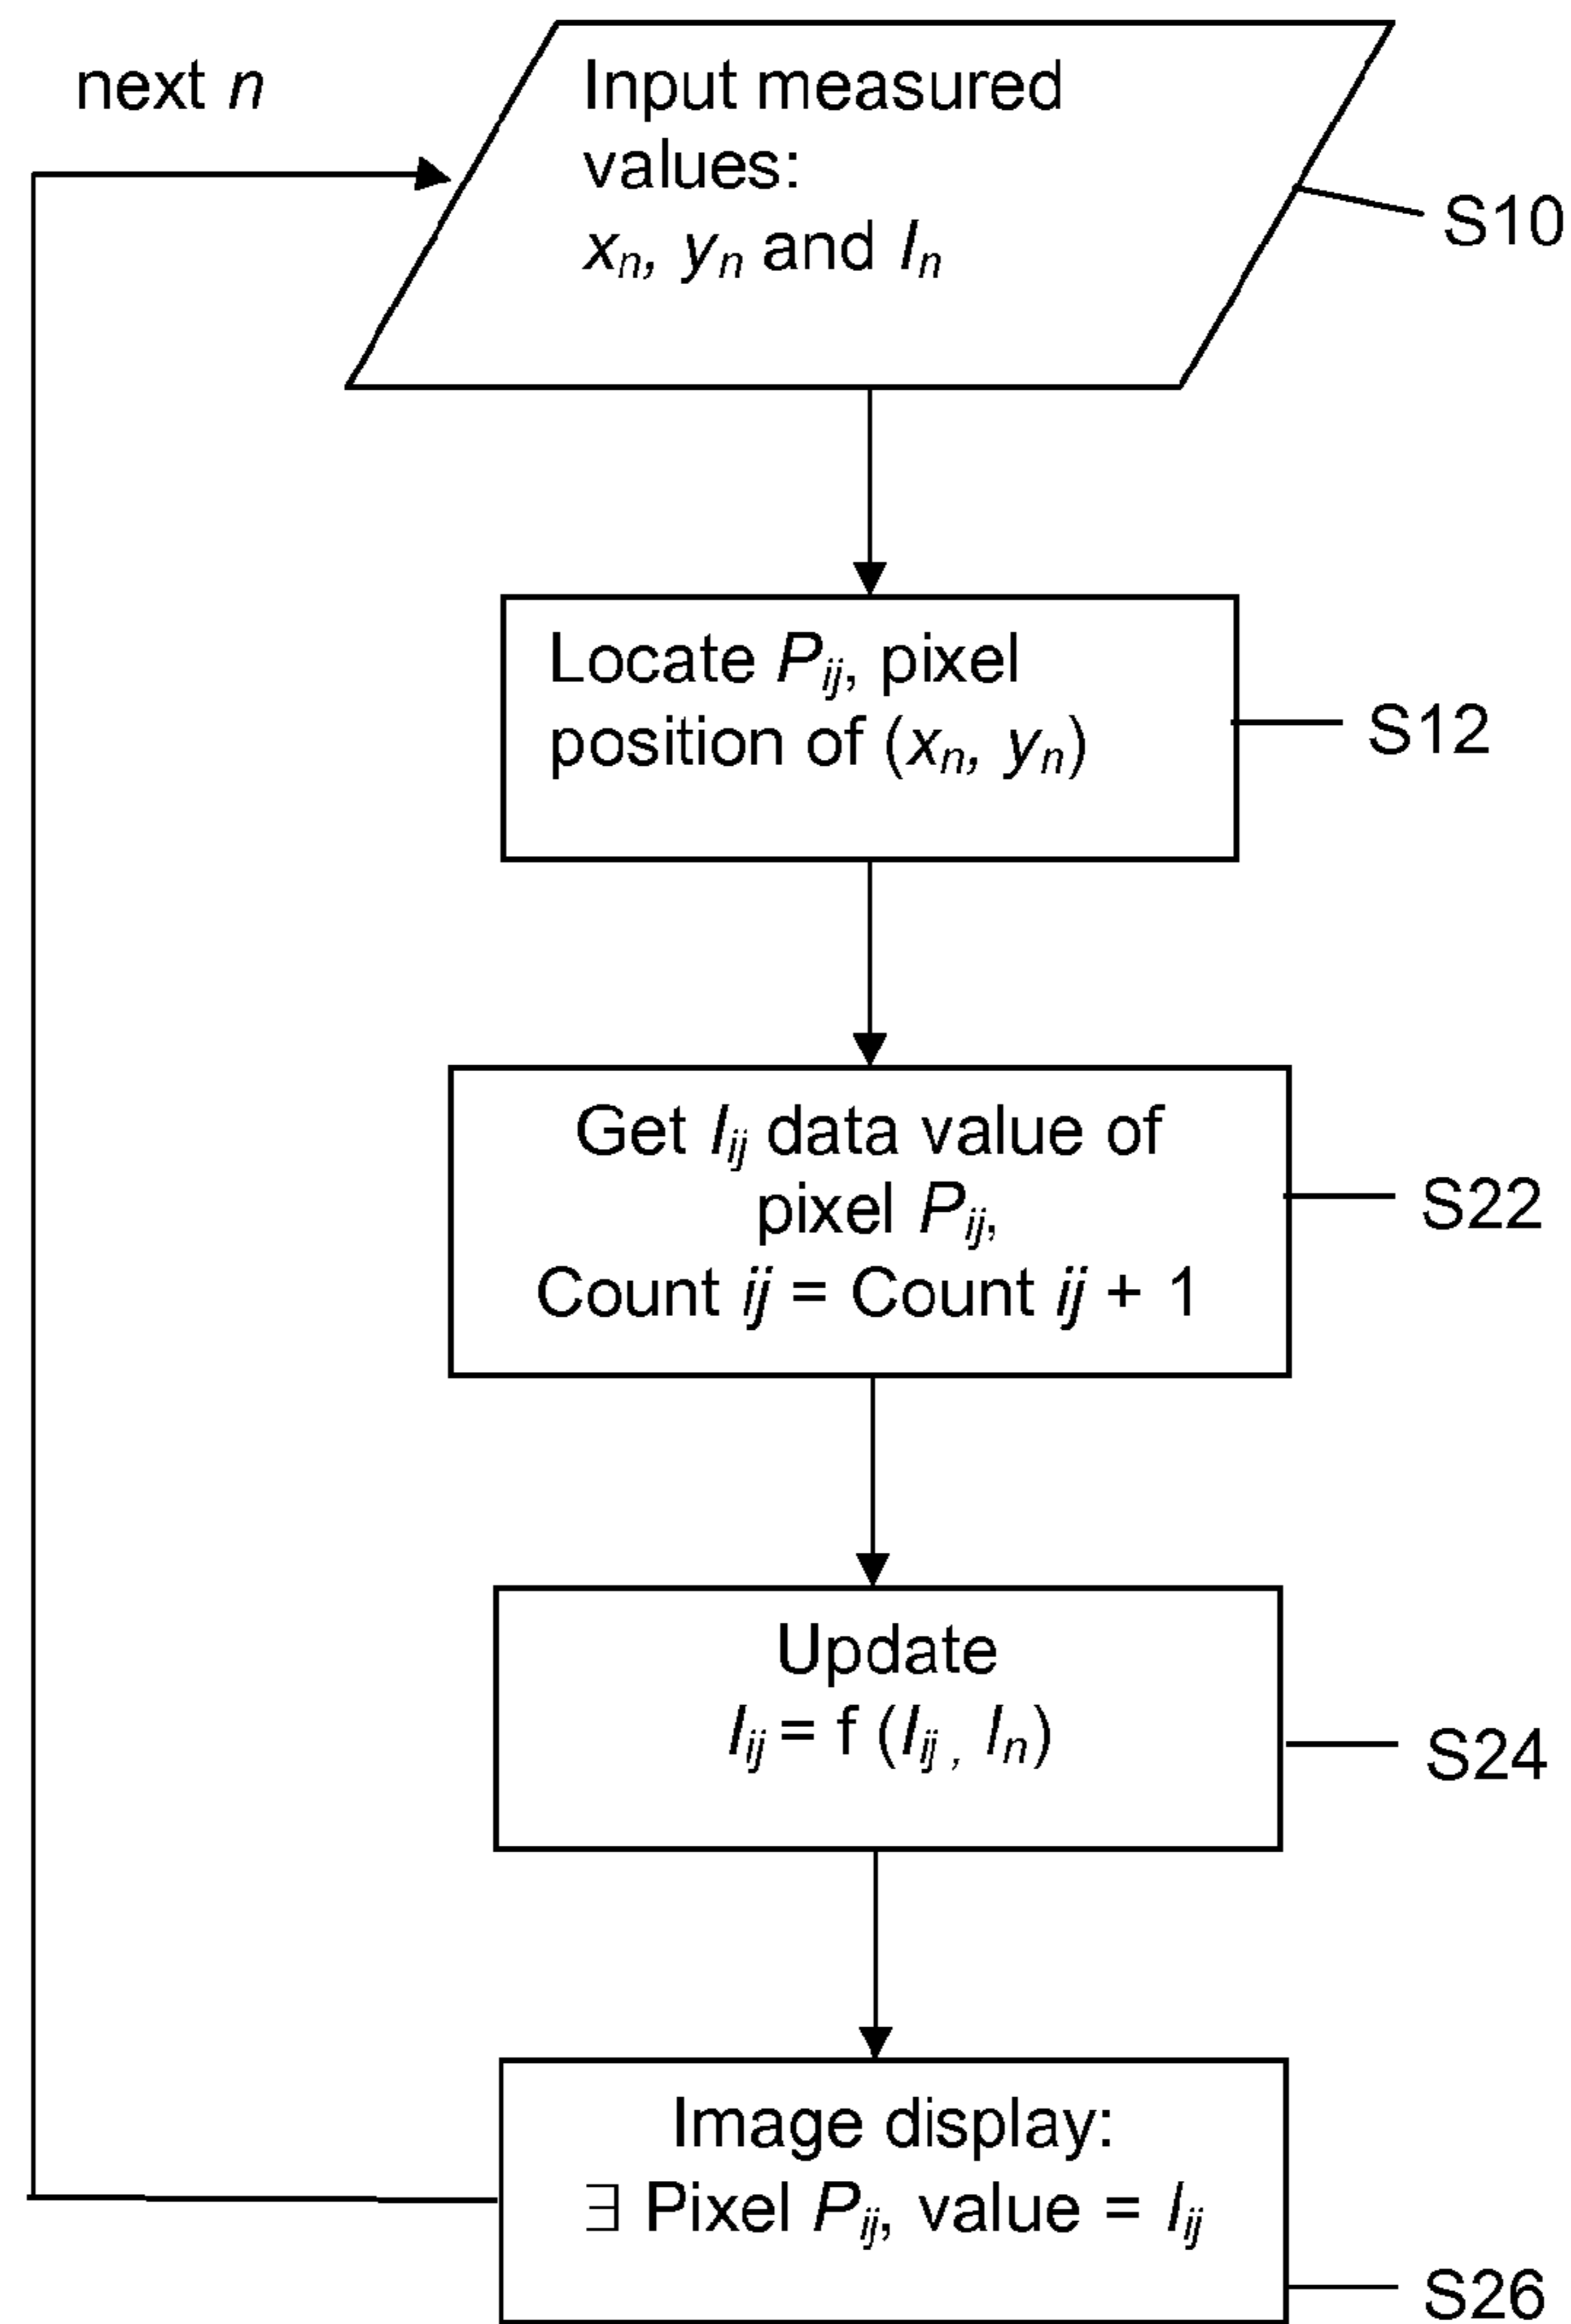 next n
Input measured
values:
xn, yn and In
S10
Locate Pij, pixel
position of (xn, yn)
S12
Get Iij data value of
pixel Pij,
Count ij = Count ij + 1
S22
Update
Iij = f (Iij , In)
S24
Image display:
∃ Pixel Pij, value = Iij
S26